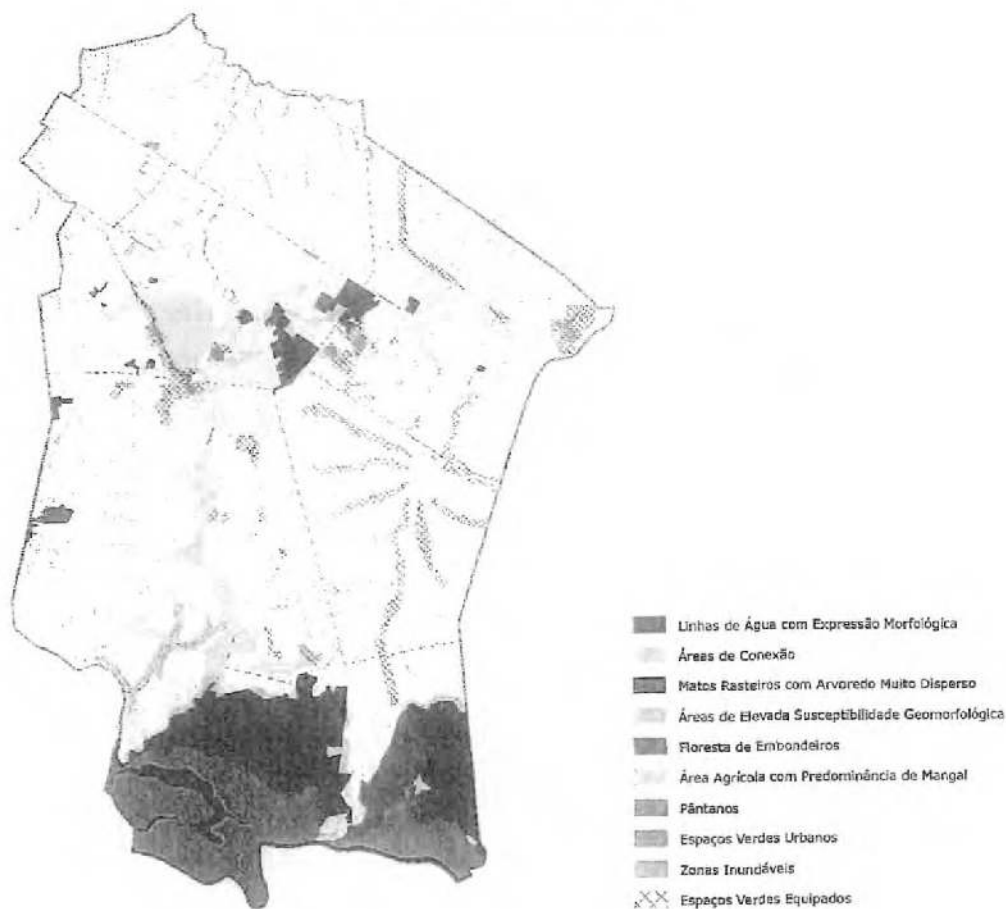 Linhas de Água com Expressão Morfológica
Áreas de Conexão
Matos Rasteiros com Arvoredo Muito Disperso
Áreas de Elevada Susceptibilidade Geomorfológica
Floresta de Embondeiros
Área Agrícola com Predominância de Mangal
Pântanos
Espaços Verdes Urbanos
Zonas Inundáveis
Espaços Verdes Equipados